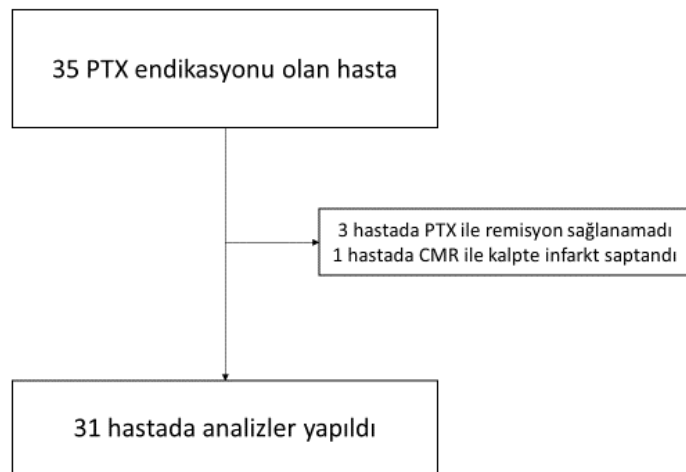 35 PTX endikasyonu olan hasta
3 hastada PTX ile remisyon sağlanamadı
1 hastada CMR ile kalpte infarkt saptandı
31 hastada analizler yapıldı